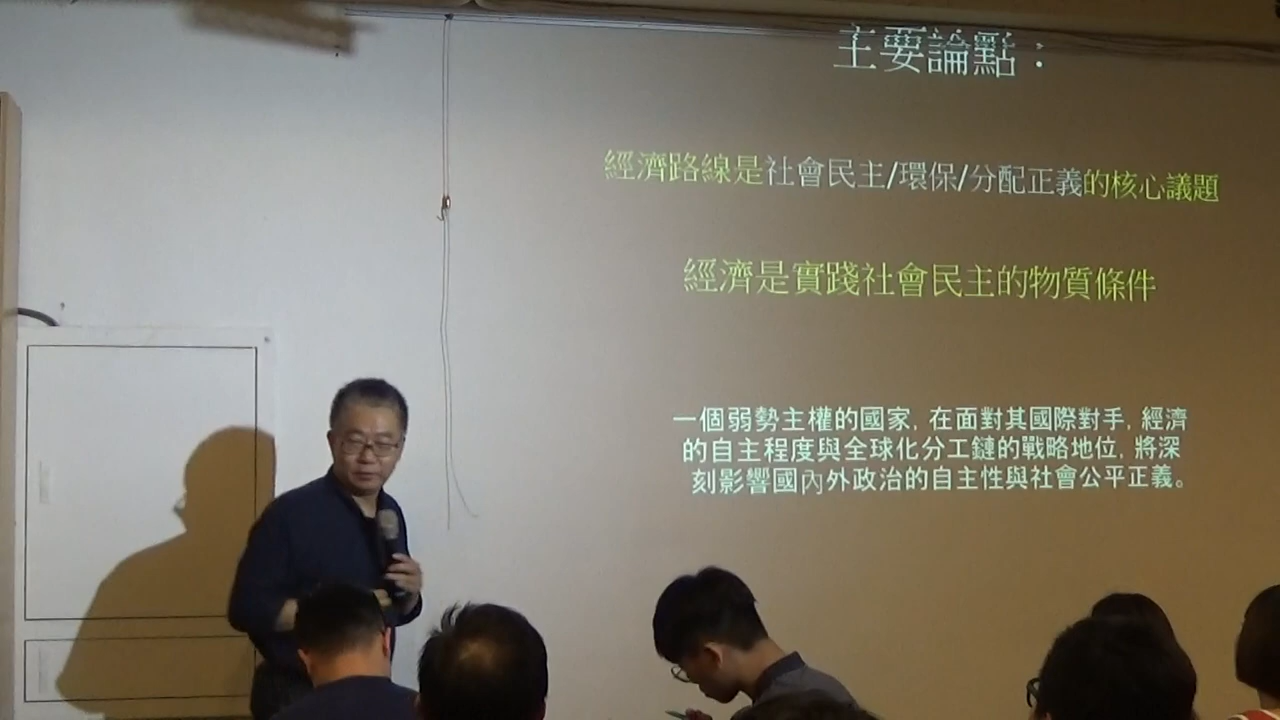 主要論點：
經濟路線是社會民主/環保/分配正義的核心議題
經濟是實踐社會民主的物質條件
一個弱勢主權的國家，在面對其國際對手，經濟
的自主程度與全球化分工鏈的戰略地位，將深
刻影響國內外政治的自主性與社會公平正義。